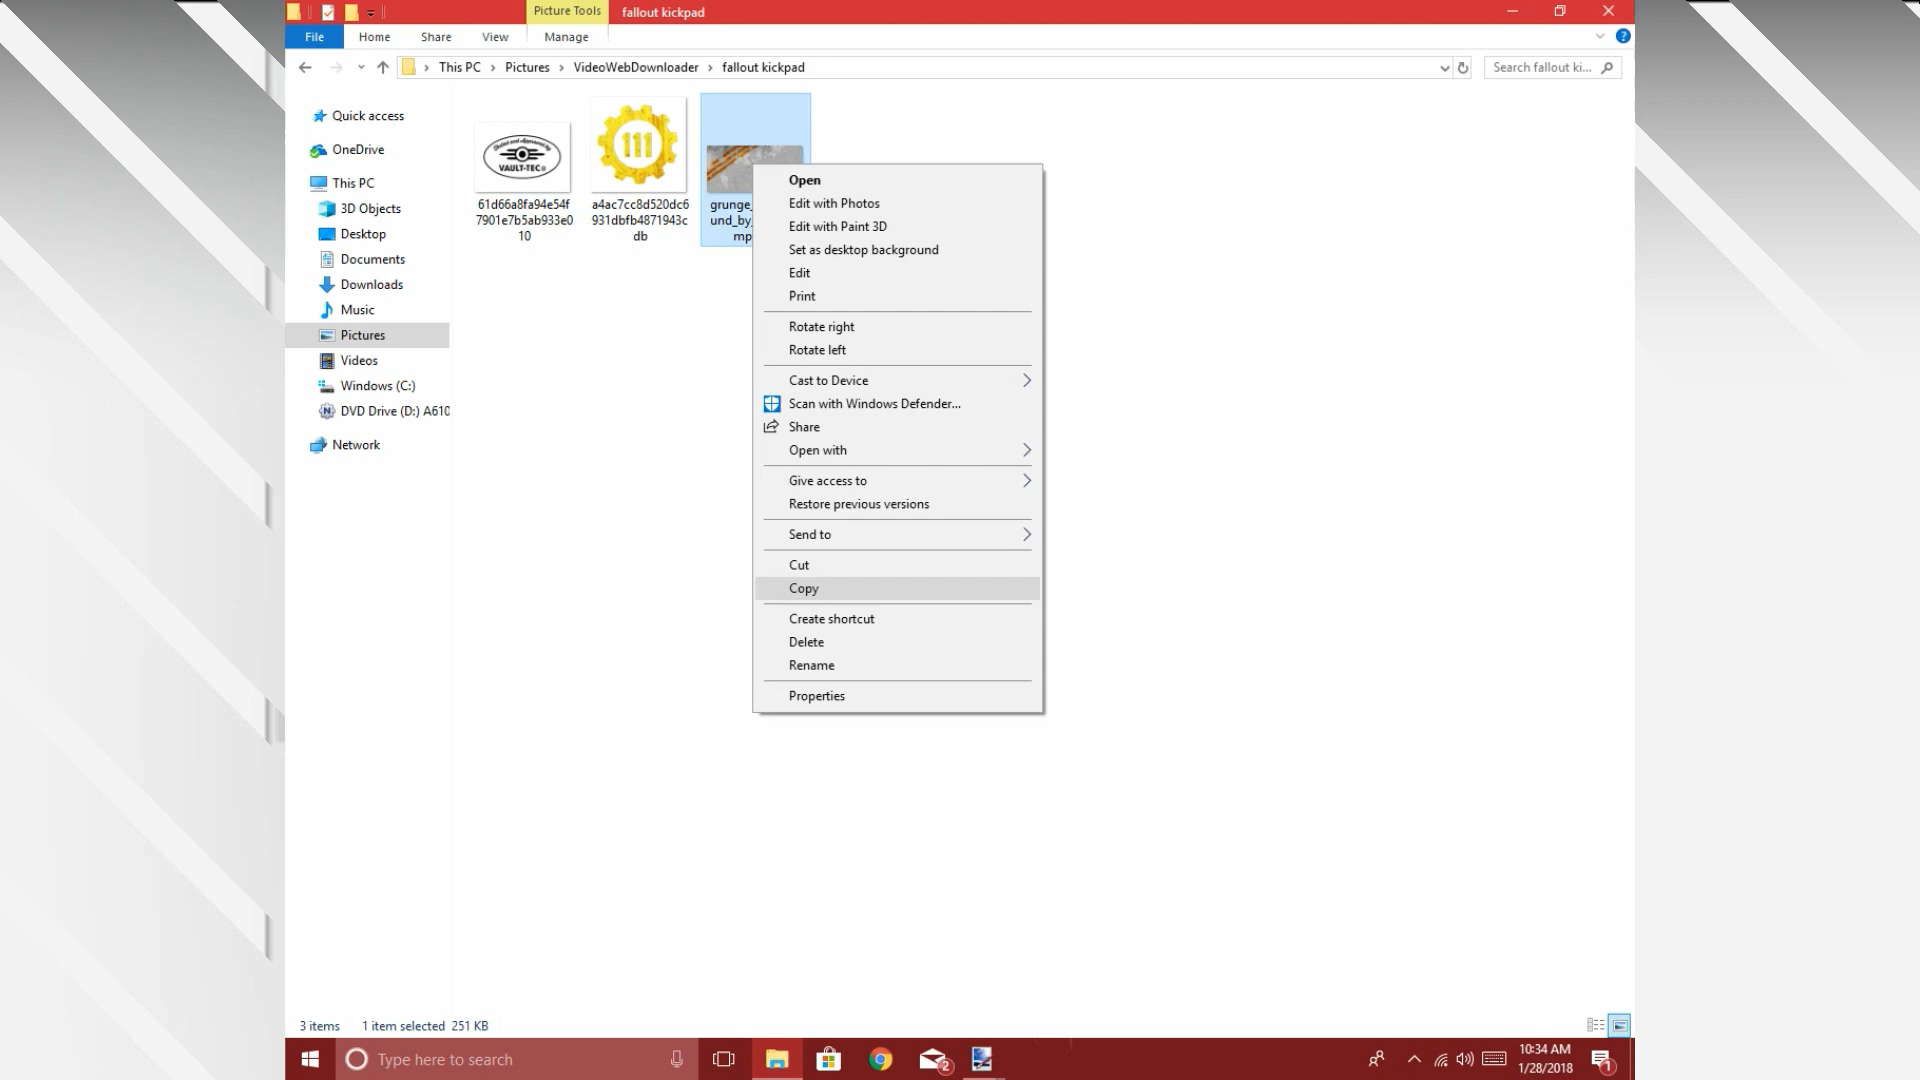 Picture Tools
fallout kickpad
File
Home
Share
View
Manage
This PC
Pictures
VideoWebDownloader
fallout kickpad
Search fallout ki...
Quick access
OneDrive
This PC
3D Objects
Desktop
Documents
Downloads
Music
Pictures
Videos
Windows (C:)
DVD Drive (D:) A610
Network
VAULT-TEC
61d66a8fa94e54f
7901e7b5ab933e0
10
111
a4ac7cc8d520dc6
931dbfb4871943c
db
grunge_
und_by_
mp
Open
Edit with Photos
Edit with Paint 3D
Set as desktop background
Edit
Print
Rotate right
Rotate left
Cast to Device
Scan with Windows Defender...
Share
Open with
Give access to
Restore previous versions
Send to
Cut
Copy
Create shortcut
Delete
Rename
Properties
3 items
1 item selected 251 KB
Type here to search
2
10:34 AM
1/28/2018
1